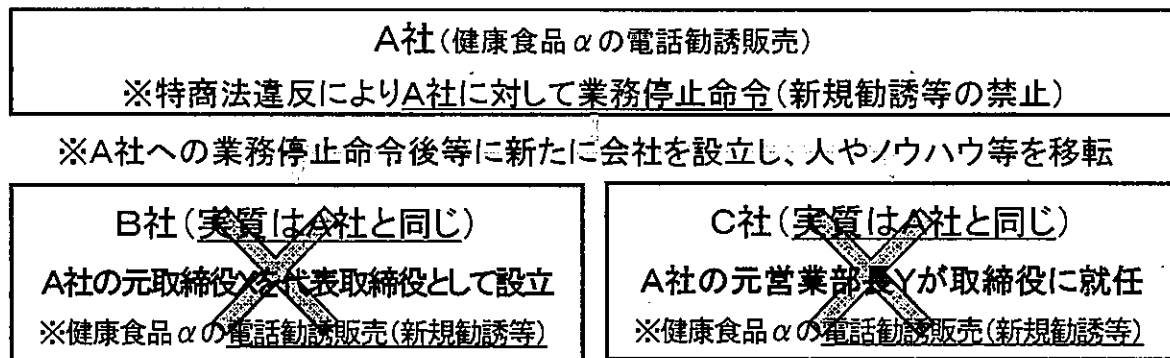 A社(健康食品αの電話勧誘販売)
※特商法違反によりA社に対して業務停止命令(新規勧誘等の禁止)
※A社への業務停止命令後等に新たに会社を設立し、人やノウハウ等を移転
B社(実質はA社と同じ)
A社の元取締役Xを代表取締役として設立
※健康食品αの電話勧誘販売(新規勧誘等)
C社(実質はA社と同じ)
A社の元営業部長Yが取締役に就任
※健康食品αの電話勧誘販売(新規勧誘等)